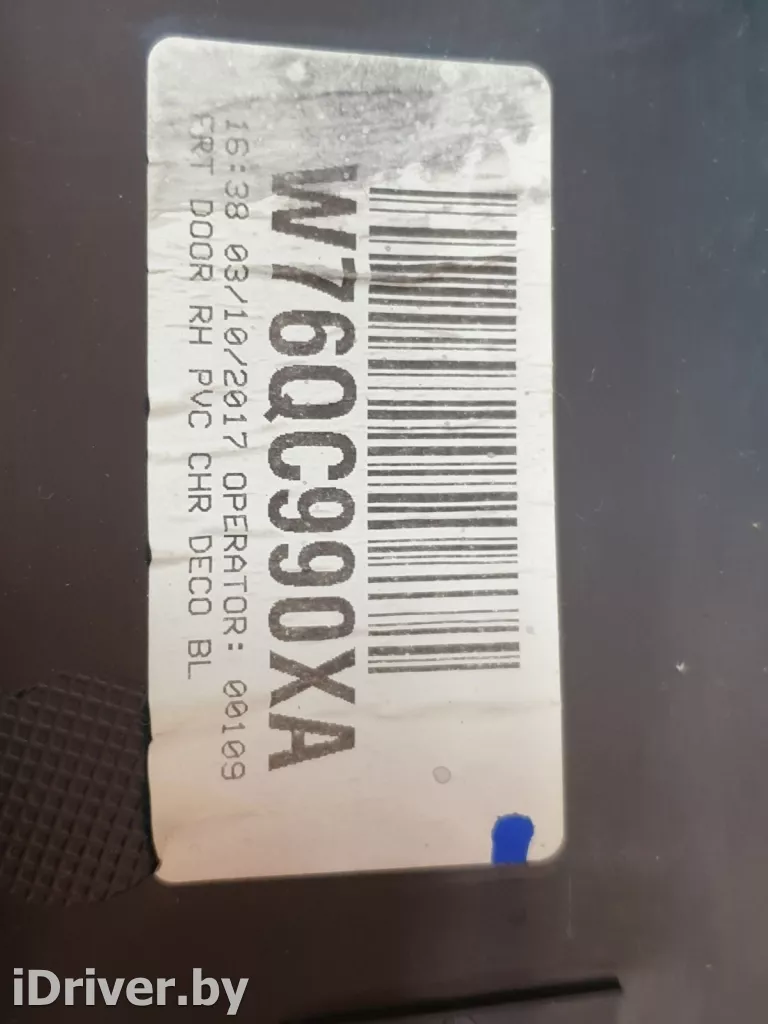 W76QC990XA
16:38 03/10/2017 OPERATOR: 00109
FRT DOOR RH PVC CHR DECO BL
iDriver.by